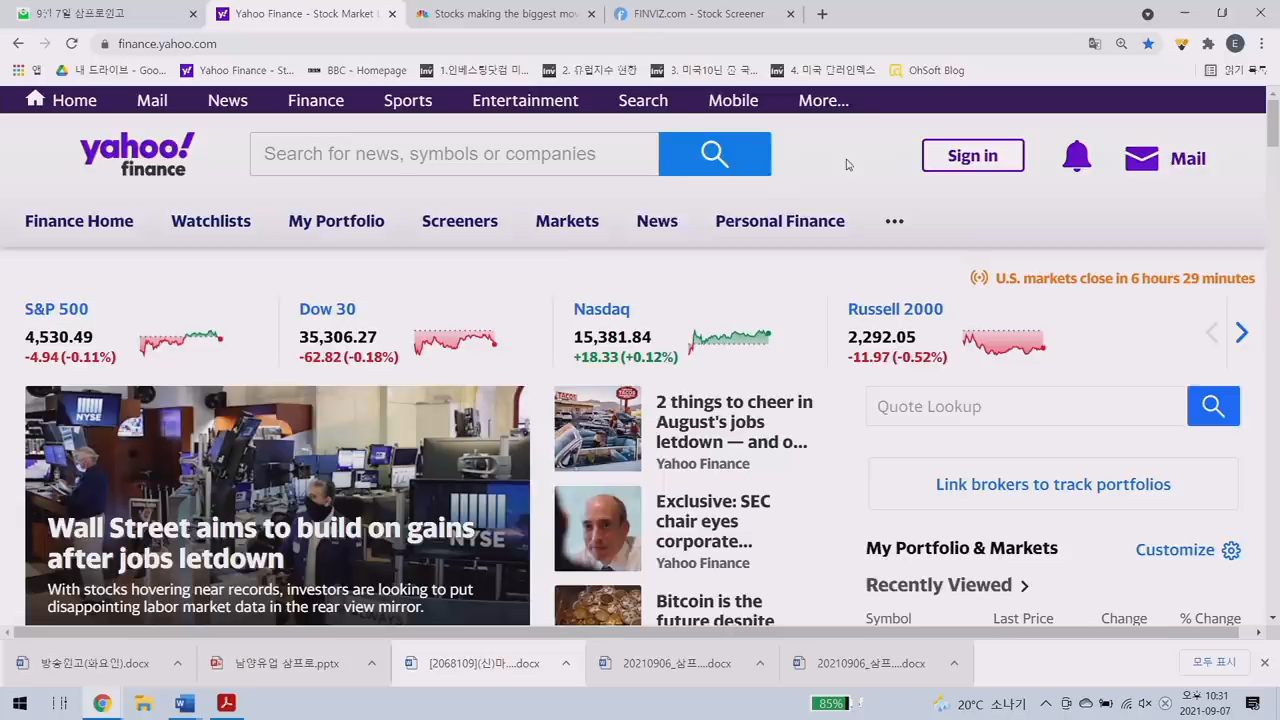 9월 7일 삼프로원고
Yahoo Finance - Stock Market L
Stocks making the biggest mov
FINVIZ.com - Stock Screener
finance.yahoo.com
앱
내 드라이브 - Goo...
Yahoo Finance - St...
BBC - Homepage
1.인베스팅닷컴 미...
2. 유럽지수 현황
3. 미국10년 준 국...
4. 미국 달러인덱스
OhSoft Blog
읽기 목록
Home
Mail
News
Finance
Sports
Entertainment
Search
Mobile
More...
yahoo!
finance
Search for news, symbols or companies
Sign in
Mail
Finance Home
Watchlists
My Portfolio
Screeners
Markets
News
Personal Finance
•••
U.S. markets close in 6 hours 29 minutes
S&P 500
4,530.49
-4.94 (-0.11%)
Dow 30
35,306.27
-62.82 (-0.18%)
Nasdaq
15,381.84
+18.33 (+0.12%)
Russell 2000
2,292.05
-11.97 (-0.52%)
NYSE
NYSE
Wall Street aims to build on gains
after jobs letdown
With stocks hovering near records, investors are looking to put
disappointing labor market data in the rear view mirror.
TACOS
2 things to cheer in
August's jobs
letdown — and o...
Yahoo Finance
Exclusive: SEC
chair eyes
corporate...
Yahoo Finance
Bitcoin is the
future despite
Quote Lookup
Link brokers to track portfolios
My Portfolio & Markets
Customize
Recently Viewed
Symbol
Last Price
Change
% Change
방송원고(화요인).docx
남양유업 삼프로.pptx
[2068109](신)마....docx
20210906_삼프....docx
20210906_삼프....docx
모두 표시
85%
20°C 소나기
오후 10:31
2021-09-07